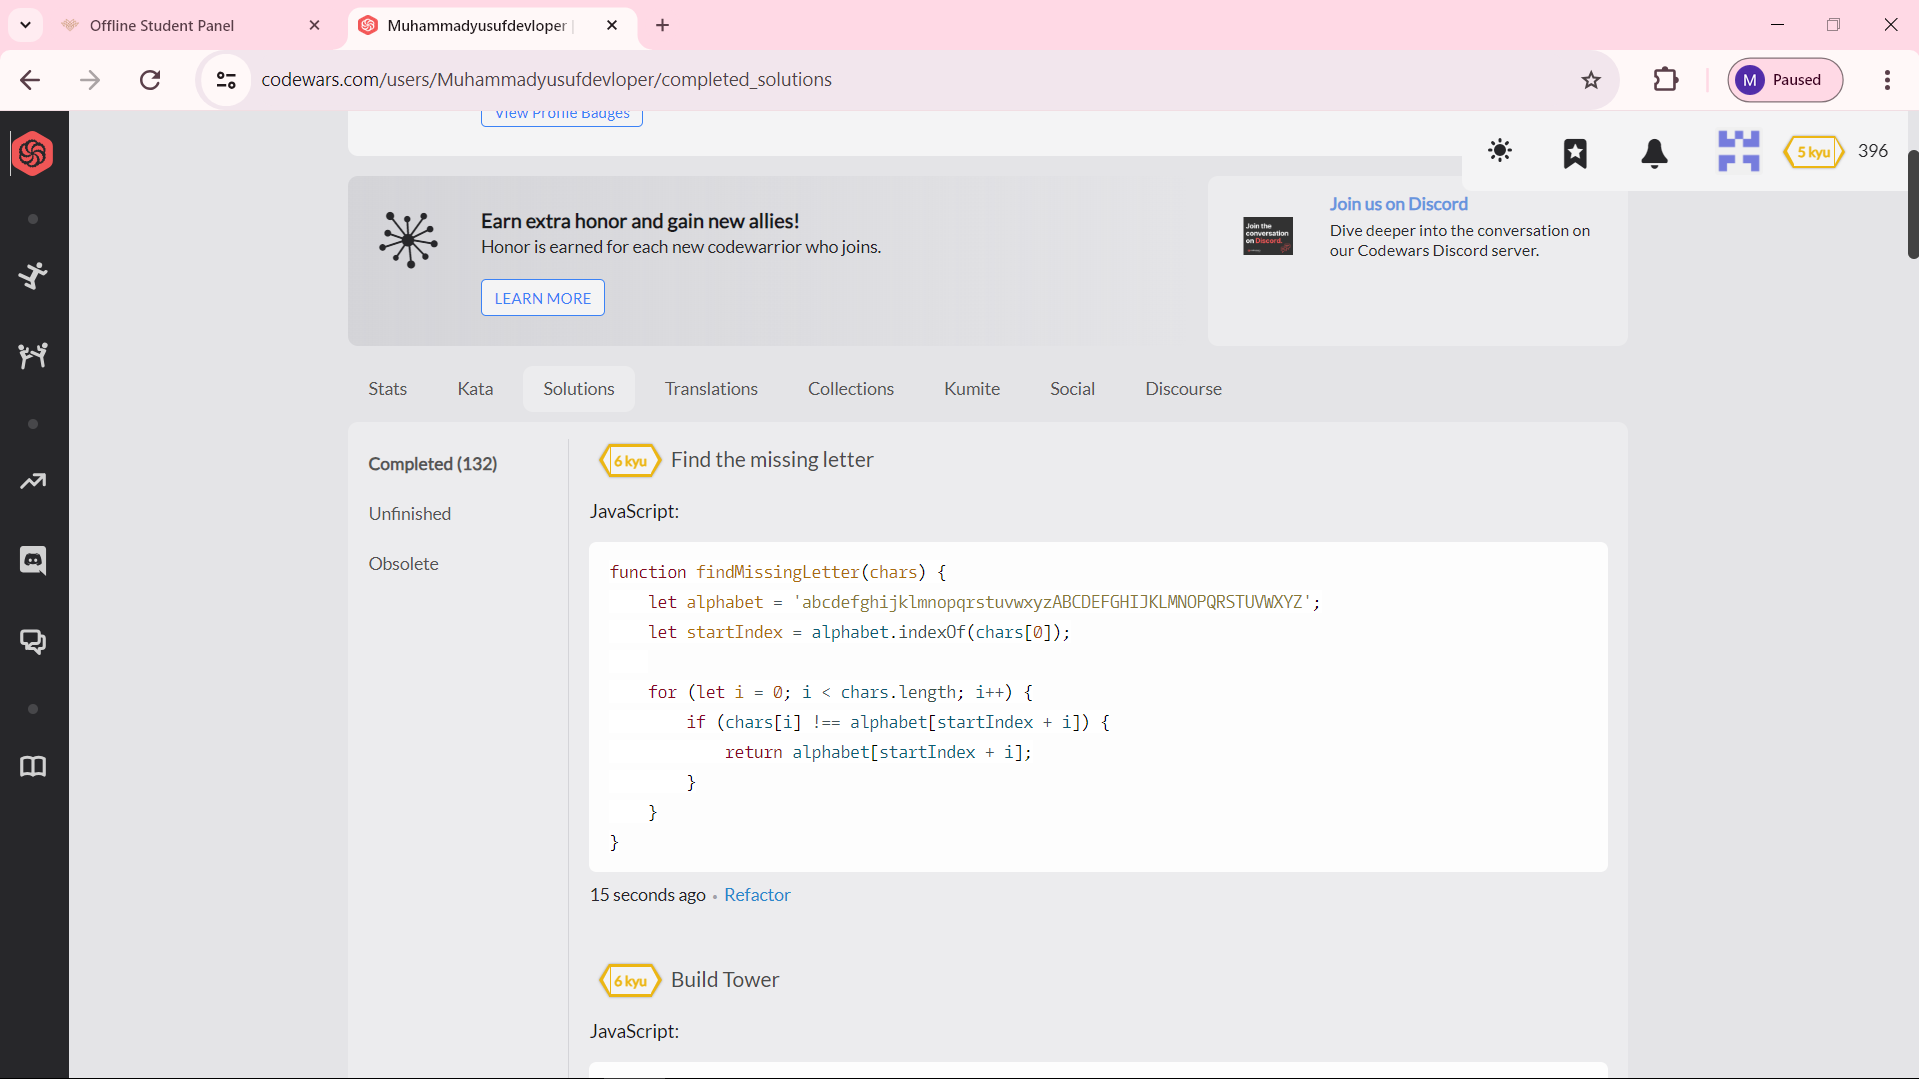 Offline Student Panel
Muhammadyusufdevloper |
codewars.com/users/Muhammadyusufdevloper/completed_solutions
M Paused
View Profile Badges
5 kyu 396
Earn extra honor and gain new allies!
Honor is earned for each new codewarrior who joins.
LEARN MORE
Join the
conversation
on Discord.
Join us on Discord
Dive deeper into the conversation on
our Codewars Discord server.
Stats Kata Solutions Translations Collections Kumite Social Discourse
Completed (132)
Unfinished
Obsolete
6 kyu Find the missing letter
JavaScript:
function findMissingLetter(chars) {
    let alphabet = 'abcdefghijklmnopqrstuvwxyzABCDEFGHIJKLMNOPQRSTUVWXYZ';
    let startIndex = alphabet.indexOf(chars[0]);
    for (let i = 0; i < chars.length; i++) {
        if (chars[i] !== alphabet[startIndex + i]) {
            return alphabet[startIndex + i];
        }
    }
}
15 seconds ago • Refactor
6 kyu Build Tower
JavaScript: